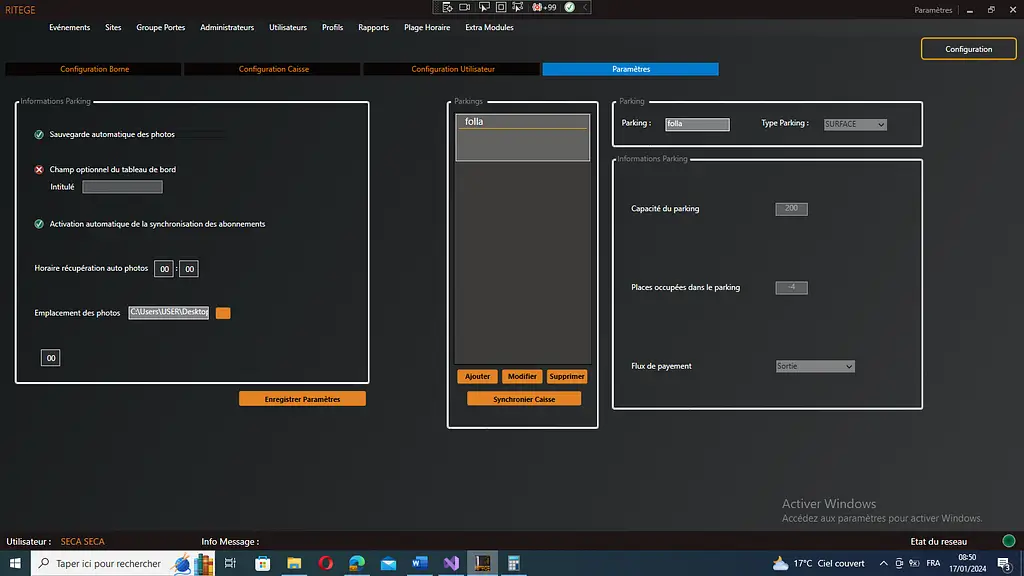 RITEGE
+99
Paramètres
Evénements Sites Groupe Portes Administrateurs Utilisateurs Profils Rapports Plage Horaire Extra Modules
Configuration
Configuration Borne Configuration Caisse Configuration Utilisateur Paramètres
Informations Parking
Sauvegarde automatique des photos
Champ optionnel du tableau de bord
Intitulé
Activation automatique de la synchronisation des abonnements
Horaire récupération auto photos 00 : 00
Emplacement des photos C:\Users\USER\Desktop
00
Enregistrer Paramètres
Parkings
folla
Ajouter Modifier Supprimer
Synchronier Caisse
Parking
Parking : folla Type Parking : SURFACE
Informations Parking
Capacité du parking 200
Places occupées dans le parking -4
Flux de payement Sortie
Activer Windows
Accédez aux paramètres pour activer Windows.
Utilisateur : SECA SECA Info Message : Etat du reseau
Taper ici pour rechercher
17°C Ciel couvert
FRA
08:50
17/01/2024
3